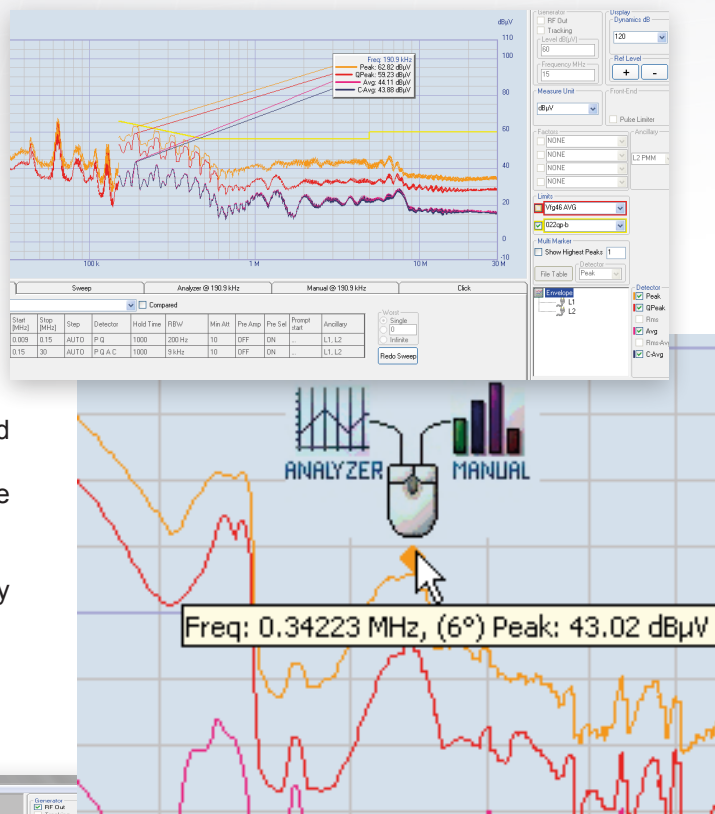 dBµV
110
100
80
60
40
20
0
-10
100 k
1 M
10 M
30 M
Freq: 190.9 kHz
Peak: 62.82 dBµV
QPeak: 59.23 dBµV
Avg: 44.11 dBµV
C-Avg: 43.88 dBµV
Generator
RF Out
Tracking
Level dB(µV)
60
Frequency MHz
15
Display
Dynamics dB
120
Ref Level
+ -
Measure Unit
dBµV
Front-End
Pulse Limiter
Factors
NONE
NONE
NONE
NONE
Ancillary
L2 PMM
Limits
Vfg46 AVG
022qp-b
Multi Marker
Show Highest Peaks 1
File Table
Detector
Peak
Envelope
L1
L2
Detector
Peak
QPeak
Rms
Avg
Rms-Av
C-Avg
Sweep Analyzer @ 190.9 kHz Manual @ 190.9 kHz Click
Compared
Start [MHz] Stop [MHz] Step Detector Hold Time RBW Min Att Pre Amp Pre Sel Prompt start Ancillary
0.009 0.15 AUTO P Q 1000 200 Hz 10 OFF ON ... L1, L2
0.15 30 AUTO P Q A C 1000 9 kHz 10 OFF ON ... L1, L2
Worst
Single
0
Infinite
Redo Sweep
d
e
y
ANALYZER MANUAL
Freq: 0.34223 MHz, (6°) Peak: 43.02 dBµV
Generator
RF Out